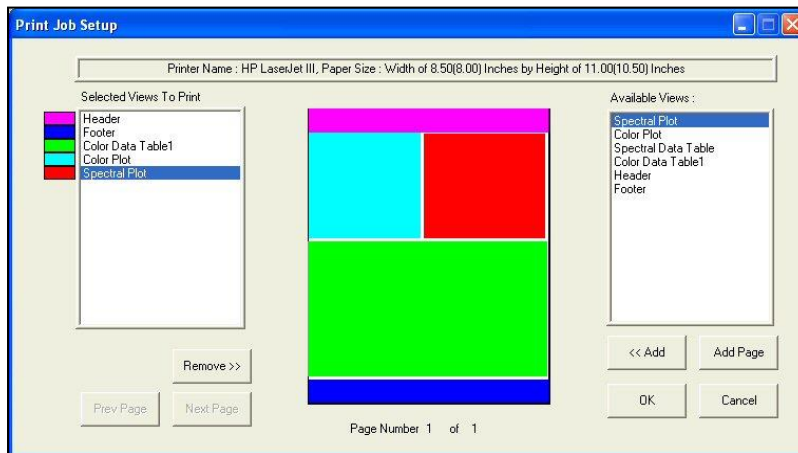 Print Job Setup
Printer Name : HP LaserJet III, Paper Size : Width of 8.50(8.00) Inches by Height of 11.00(10.50) Inches
Selected Views To Print
Header
Footer
Color Data Table1
Color Plot
Spectral Plot
Remove >>
Prev Page
Next Page
Page Number 1 of 1
Available Views :
Spectral Plot
Color Plot
Spectral Data Table
Color Data Table1
Header
Footer
<< Add
Add Page
OK
Cancel